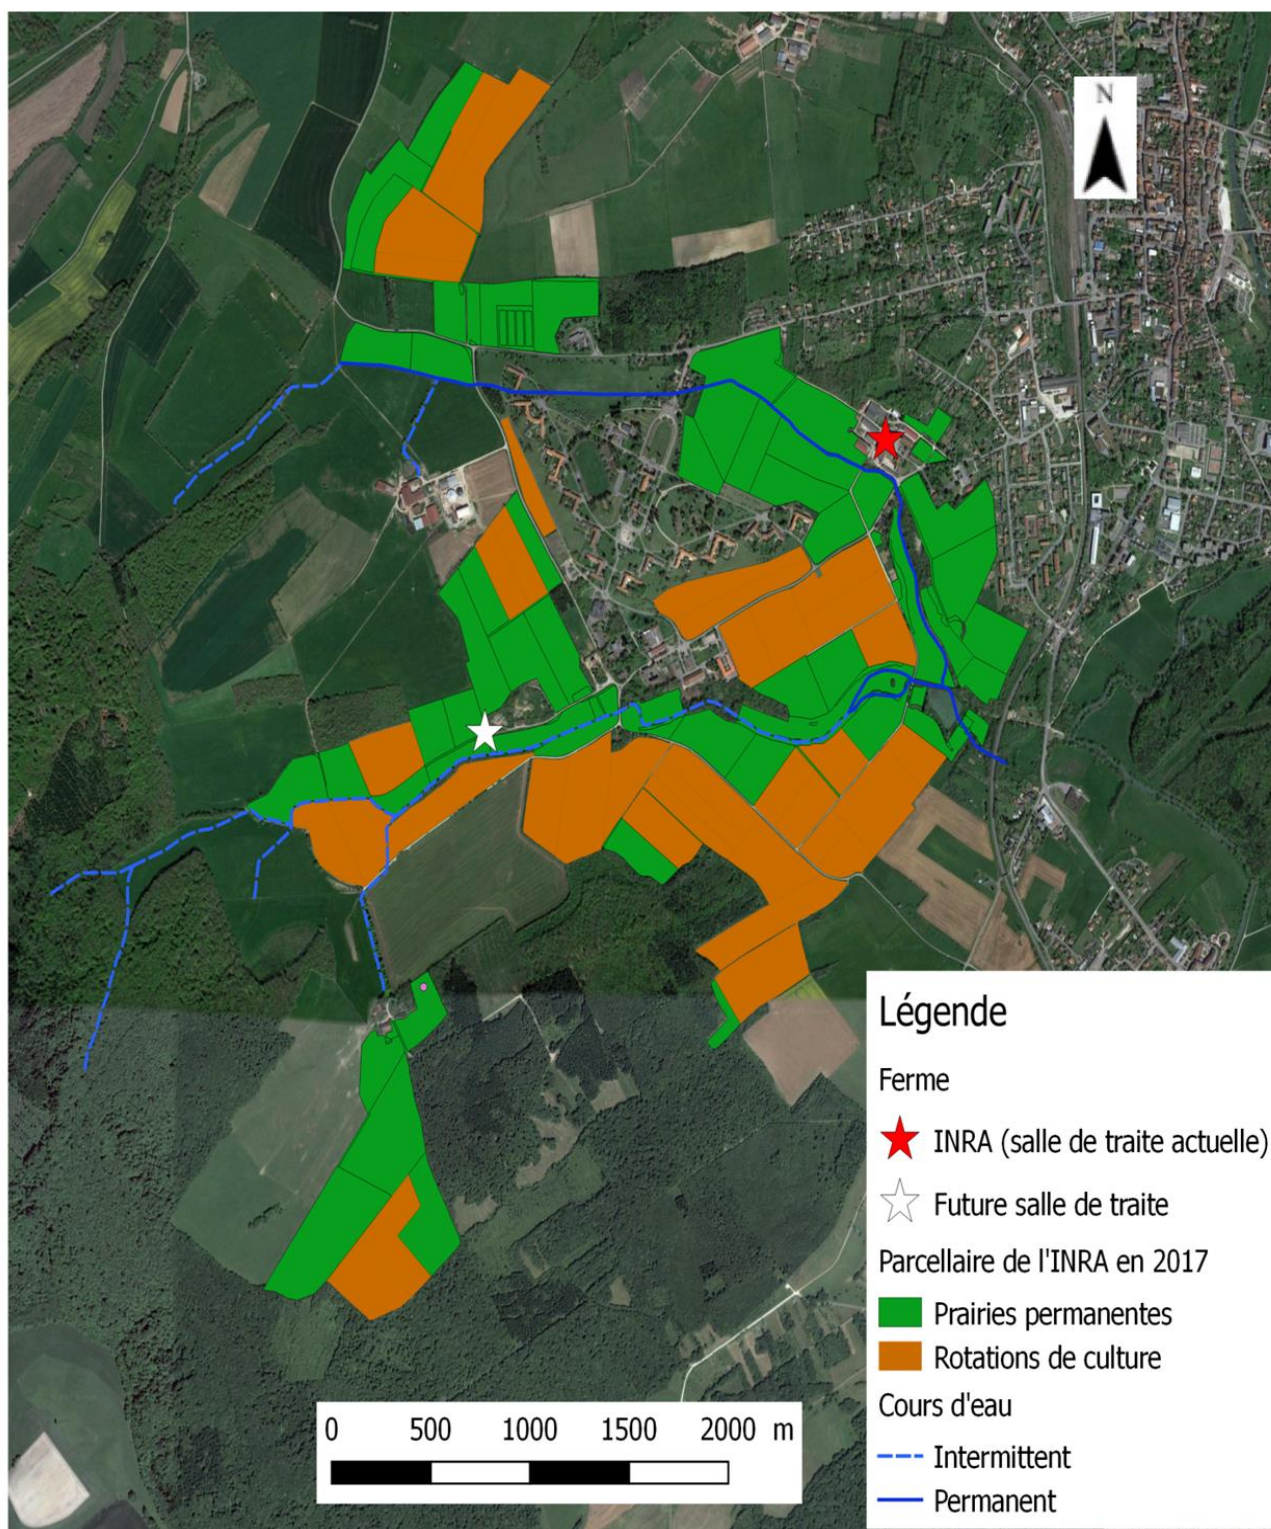 N
Légende
Ferme
INRA (salle de traite actuelle)
Future salle de traite
Parcellaire de l'INRA en 2017
Prairies permanentes
Rotations de culture
Cours d'eau
Intermittent
Permanent
0 500 1000 1500 2000 m